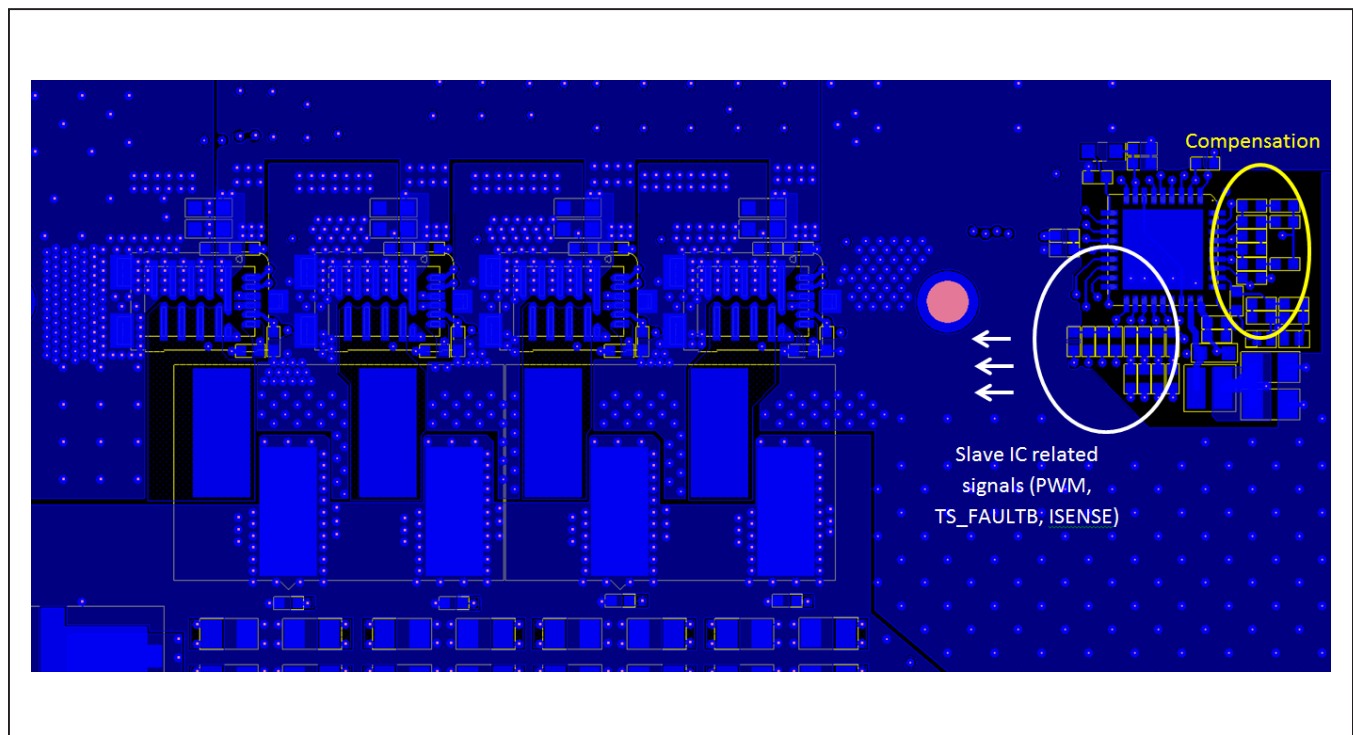 Compensation
Slave IC related
signals (PWM,
TS_FAULTB, ISENSE)